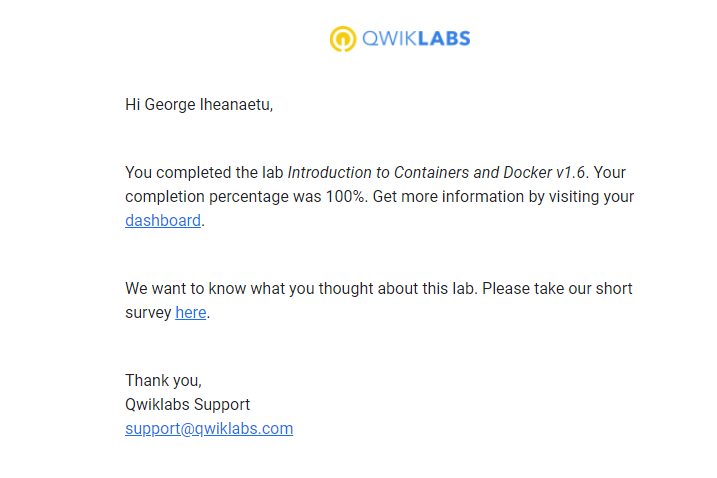 QWIKLABS
Hi George Iheanaetu,
You completed the lab Introduction to Containers and Docker v1.6. Your
completion percentage was 100%. Get more information by visiting your
dashboard.
We want to know what you thought about this lab. Please take our short
survey here.
Thank you,
Qwiklabs Support
support@qwiklabs.com